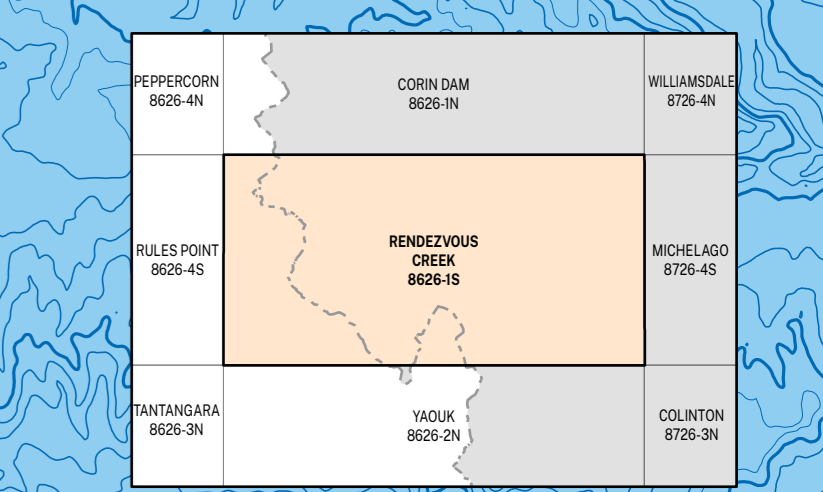 PEPPERCORN
8626-4N
CORIN DAM
8626-1N
WILLIAMSDALE
8726-4N
RULES POINT
8626-4S
RENDEZVOUS
CREEK
8626-1S
MICHELAGO
8726-4S
TANTANGARA
8626-3N
YAOUK
8626-2N
COLINTON
8726-3N